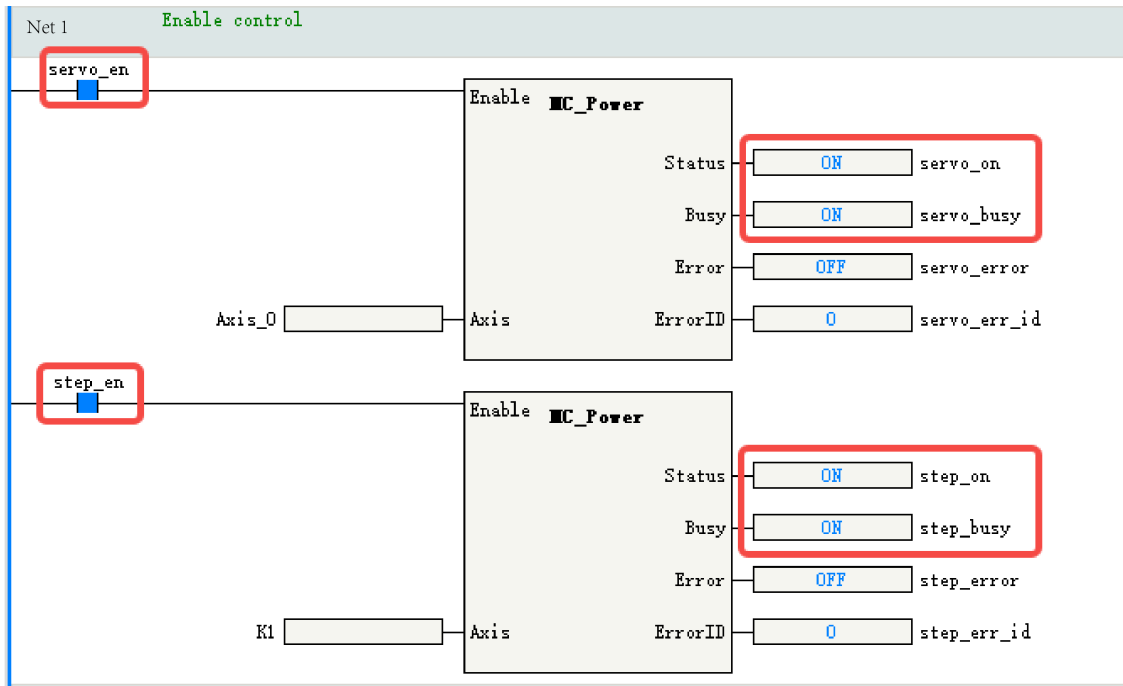 Net 1 Enable control
servo_en
Enable MC_Power
Status ON servo_on
Busy ON servo_busy
Error OFF servo_error
Axis_0 Axis ErrorID 0 servo_err_id
step_en
Enable MC_Power
Status ON step_on
Busy ON step_busy
Error OFF step_error
K1 Axis ErrorID 0 step_err_id